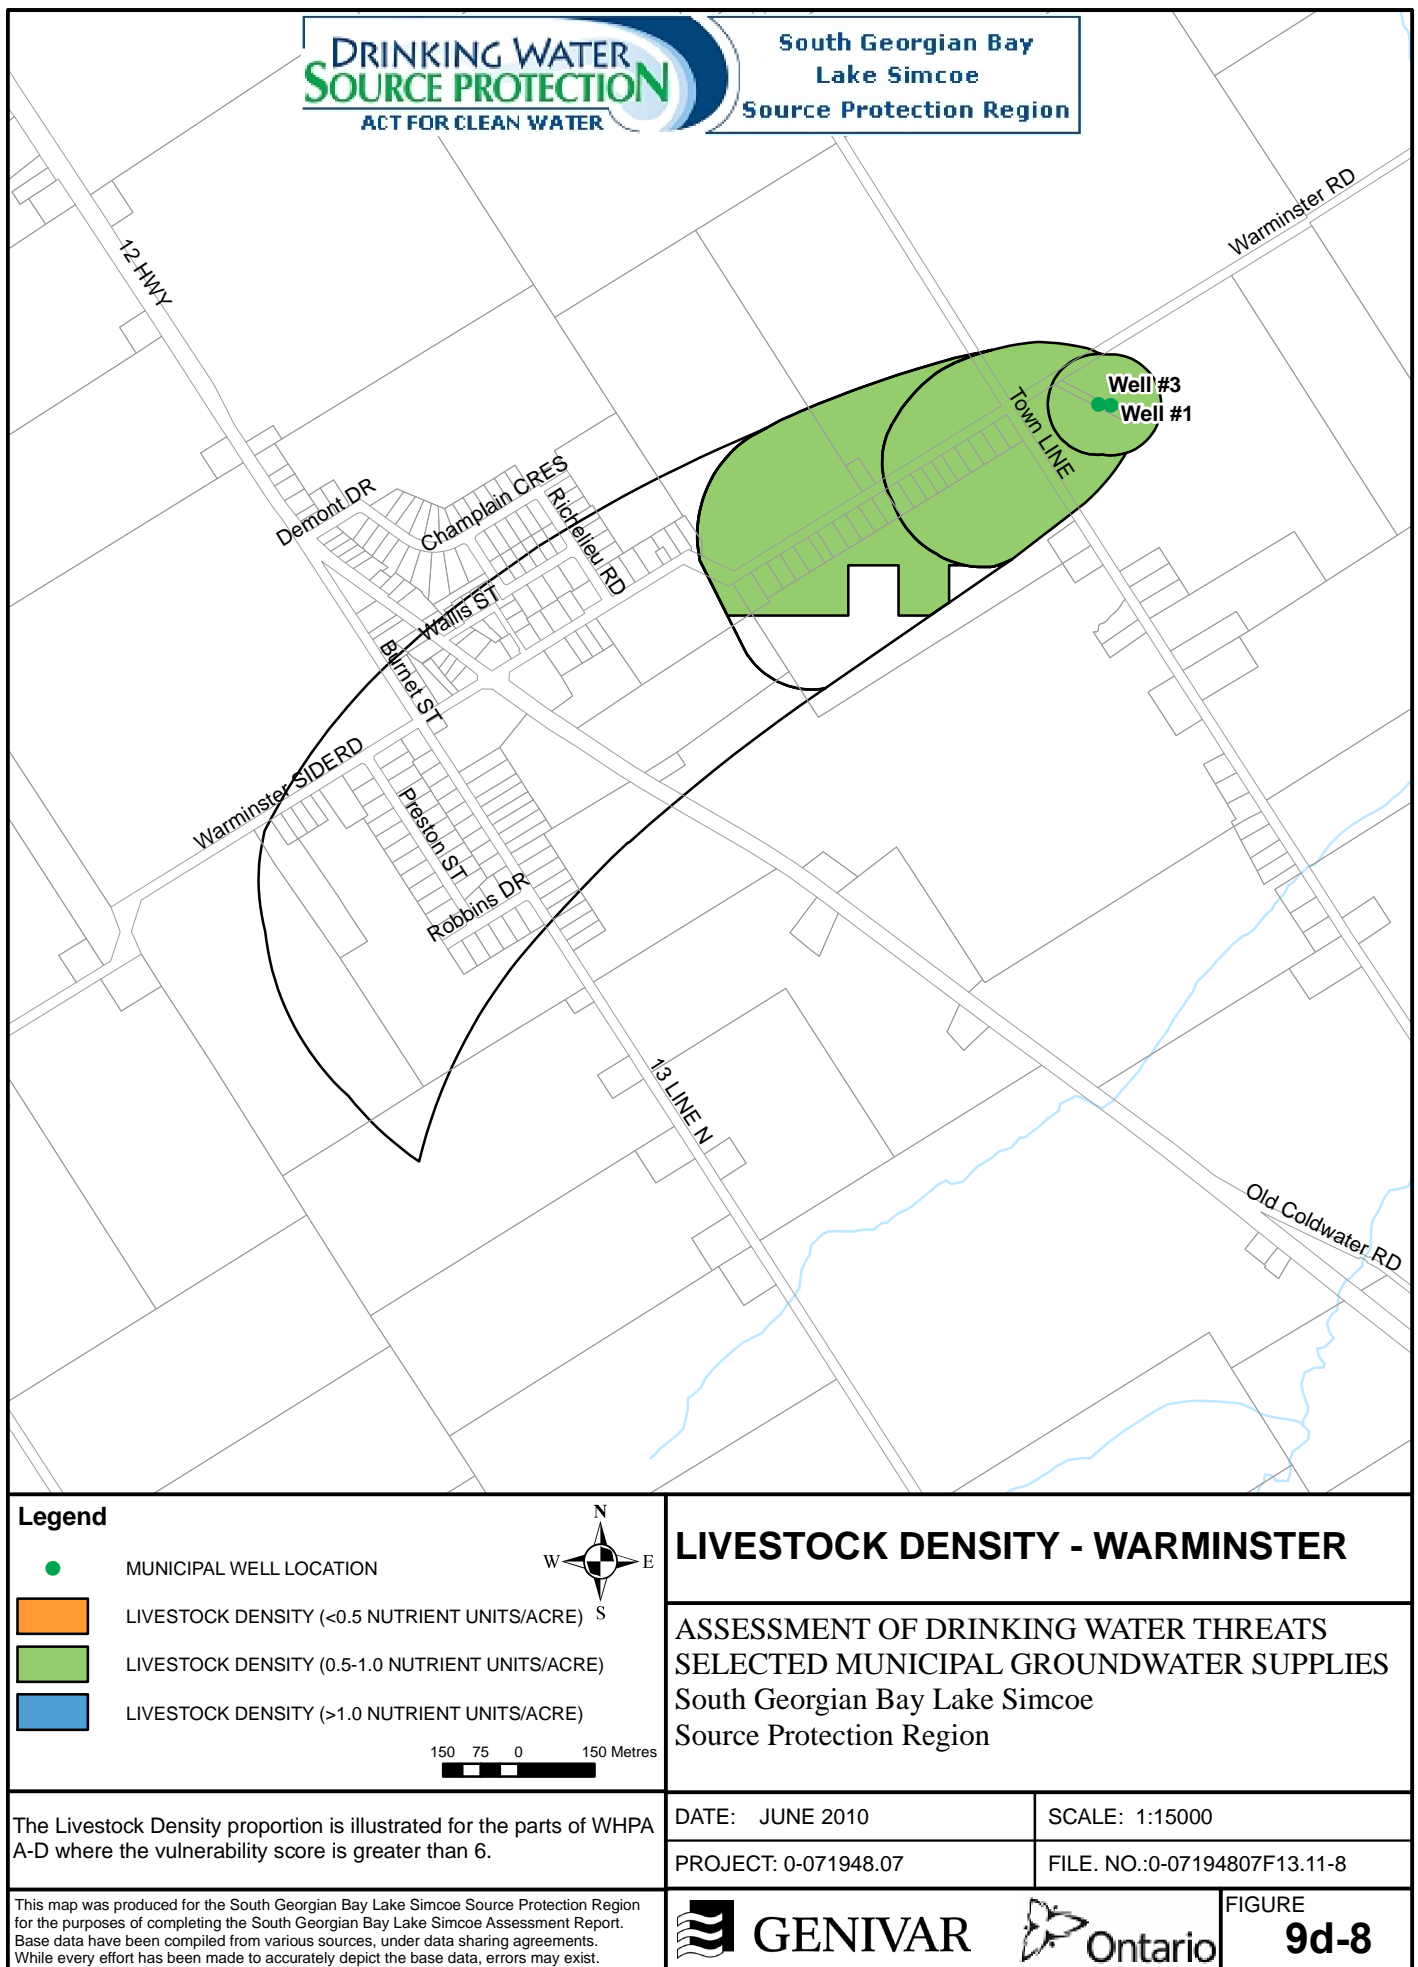 DRINKING WATER
SOURCE PROTECTION
ACT FOR CLEAN WATER
South Georgian Bay
Lake Simcoe
Source Protection Region
Warminster RD
12 HWY
Well #3
Well #1
Town LINE
Demont DR
Champlain CRES
Richelieu RD
Wallis ST
Burnet ST
Warminster SIDERD
Preston ST
Robbins DR
13 LINE N
Old Coldwater RD
Legend
MUNICIPAL WELL LOCATION
LIVESTOCK DENSITY (<0.5 NUTRIENT UNITS/ACRE)
LIVESTOCK DENSITY (0.5-1.0 NUTRIENT UNITS/ACRE)
LIVESTOCK DENSITY (>1.0 NUTRIENT UNITS/ACRE)
N
W E
S
150 75 0 150 Metres
The Livestock Density proportion is illustrated for the parts of WHPA
A-D where the vulnerability score is greater than 6.
This map was produced for the South Georgian Bay Lake Simcoe Source Protection Region
for the purposes of completing the South Georgian Bay Lake Simcoe Assessment Report.
Base data have been compiled from various sources, under data sharing agreements.
While every effort has been made to accurately depict the base data, errors may exist.
LIVESTOCK DENSITY - WARMINSTER
ASSESSMENT OF DRINKING WATER THREATS
SELECTED MUNICIPAL GROUNDWATER SUPPLIES
South Georgian Bay Lake Simcoe
Source Protection Region
DATE: JUNE 2010
SCALE: 1:15000
PROJECT: 0-071948.07
FILE. NO.:0-07194807F13.11-8
GENIVAR
Ontario
FIGURE
9d-8